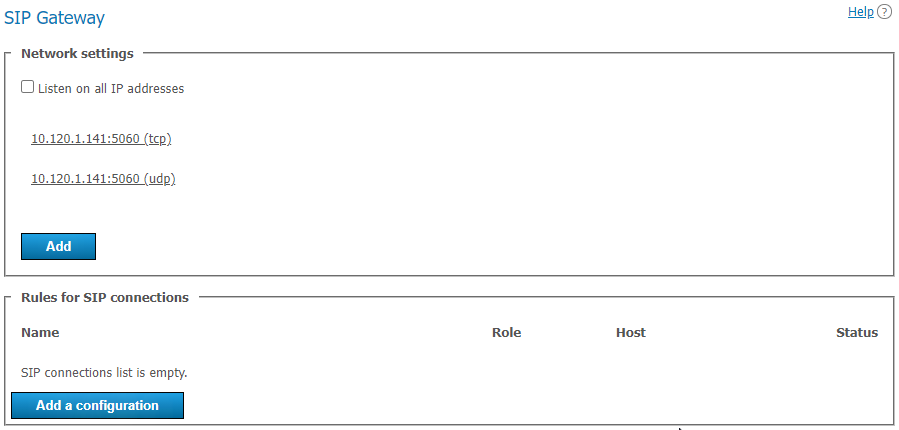 SIP Gateway
Help ?
Network settings
Listen on all IP addresses
10.120.1.141:5060 (tcp)
10.120.1.141:5060 (udp)
Add
Rules for SIP connections
Name Role Host Status
SIP connections list is empty.
Add a configuration